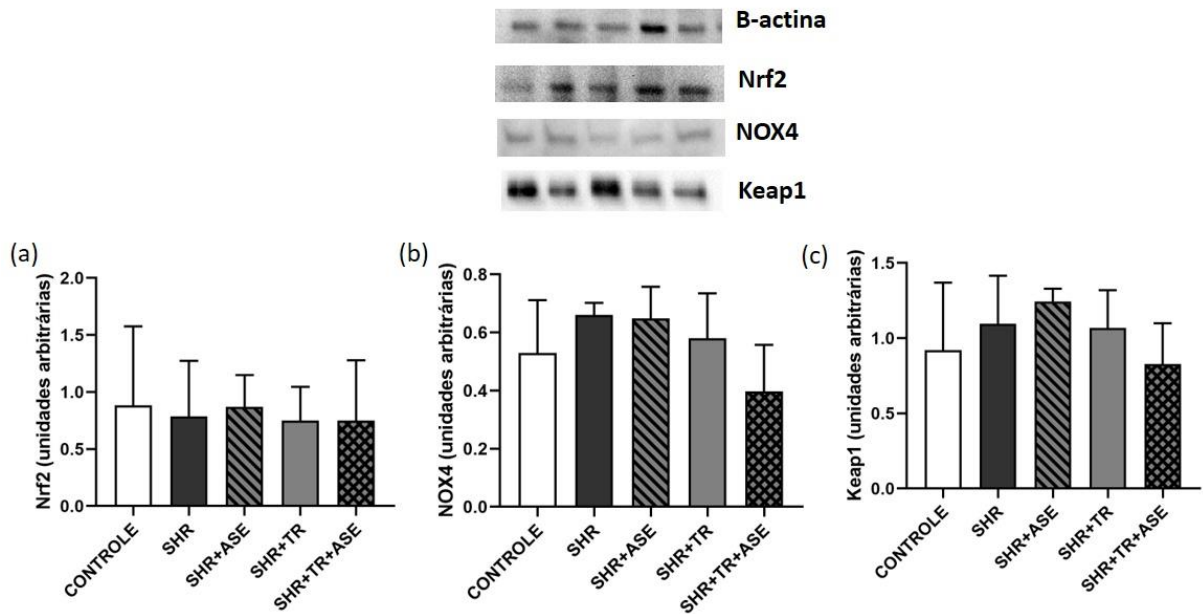 B-actina
Nrf2
NOX4
Keap1
(a)
Nrf2 (unidades arbitrárias)
2.0
1.5
1.0
0.5
0.0
CONTROLE
SHR
SHR+ASE
SHR+TR
SHR+TR+ASE
(b)
NOX4 (unidades arbitrárias)
0.8
0.6
0.4
0.2
0.0
CONTROLE
SHR
SHR+ASE
SHR+TR
SHR+TR+ASE
(c)
Keap1 (unidades arbitrárias)
1.5
1.0
0.5
0.0
CONTROLE
SHR
SHR+ASE
SHR+TR
SHR+TR+ASE